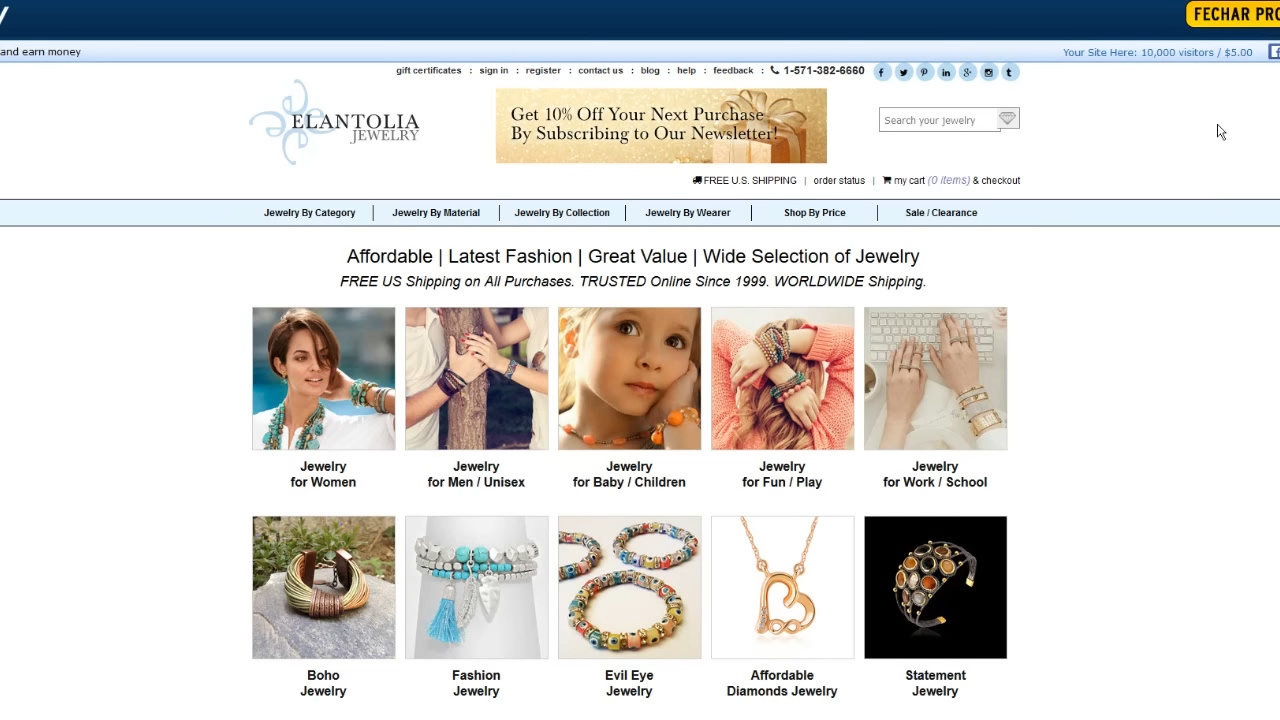 FECHAR PRO
and earn money
Your Site Here: 10,000 visitors / $5.00
gift certificates : sign in : register : contact us : blog : help : feedback : 1-571-382-6660
ELANTOLIA
JEWELRY
Get 10% Off Your Next Purchase
By Subscribing to Our Newsletter!
Search your jewelry
FREE U.S. SHIPPING | order status | my cart (0 items) & checkout
Jewelry By Category
Jewelry By Material
Jewelry By Collection
Jewelry By Wearer
Shop By Price
Sale / Clearance
Affordable | Latest Fashion | Great Value | Wide Selection of Jewelry
FREE US Shipping on All Purchases. TRUSTED Online Since 1999. WORLDWIDE Shipping.
Jewelry
for Women
Jewelry
for Men / Unisex
Jewelry
for Baby / Children
Jewelry
for Fun / Play
Jewelry
for Work / School
Boho
Jewelry
Fashion
Jewelry
Evil Eye
Jewelry
Affordable
Diamonds Jewelry
Statement
Jewelry